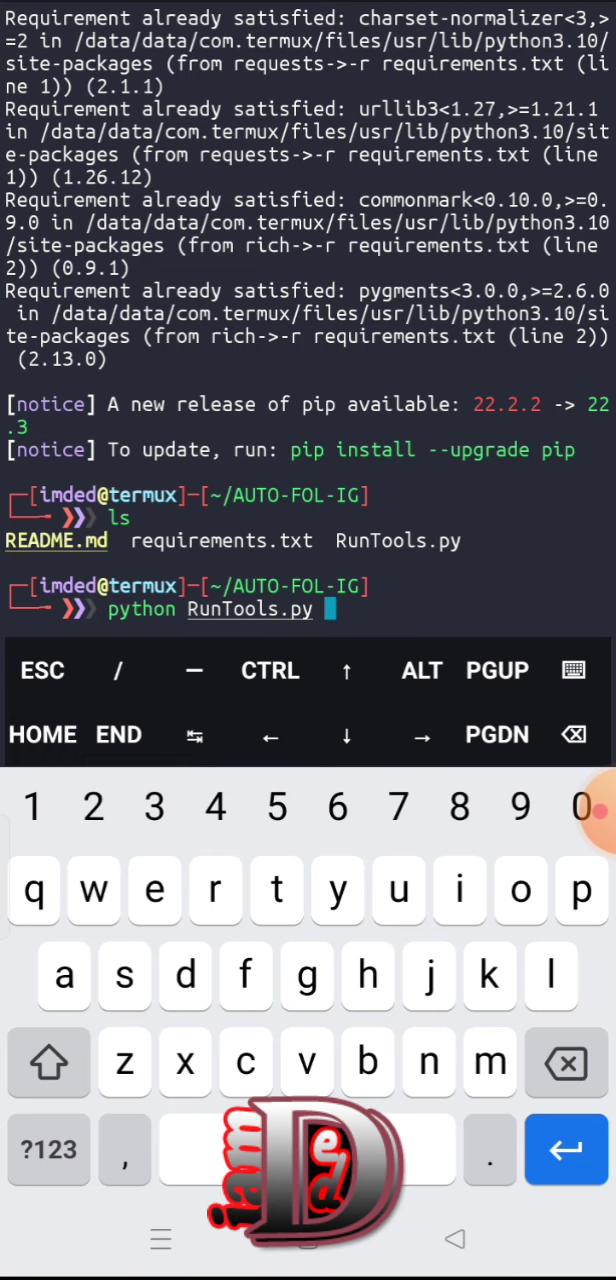 Requirement already satisfied: charset-normalizer<3,>
=2 in /data/data/com.termux/files/usr/lib/python3.10/
site-packages (from requests->-r requirements.txt (li
ne 1)) (2.1.1)
Requirement already satisfied: urllib3<1.27,>=1.21.1
in /data/data/com.termux/files/usr/lib/python3.10/sit
e-packages (from requests->-r requirements.txt (line
1)) (1.26.12)
Requirement already satisfied: commonmark<0.10.0,>=0.
9.0 in /data/data/com.termux/files/usr/lib/python3.10
/site-packages (from rich->-r requirements.txt (line
2)) (0.9.1)
Requirement already satisfied: pygments<3.0.0,>=2.6.0
in /data/data/com.termux/files/usr/lib/python3.10/si
te-packages (from rich->-r requirements.txt (line 2))
(2.13.0)
[notice] A new release of pip available: 22.2.2 -> 22
.3
[notice] To update, run: pip install --upgrade pip
┌─[imded@termux]─[~/AUTO-FOL-IG]
└──╼ ❯❯❯ ls
README.md requirements.txt RunTools.py
┌─[imded@termux]─[~/AUTO-FOL-IG]
└──╼ ❯❯❯ python RunTools.py
ESC / — CTRL ↑ ALT PGUP
HOME END ↹ ← ↓ → PGDN ⌫
1 2 3 4 5 6 7 8 9 0
q w e r t y u i o p
a s d f g h j k l
z x c v b n m
?123 , .
iam D ed